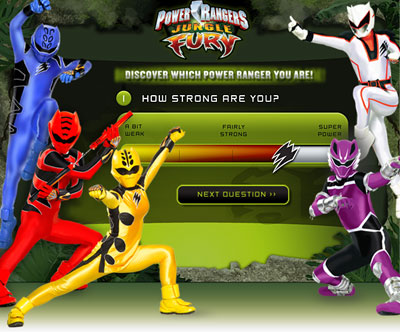 POWER RANGERS
JUNGLE
FURY
DISCOVER WHICH POWER RANGER YOU ARE!
1 HOW STRONG ARE YOU?
A BIT WEAK
FAIRLY STRONG
SUPER POWER
NEXT QUESTION >>